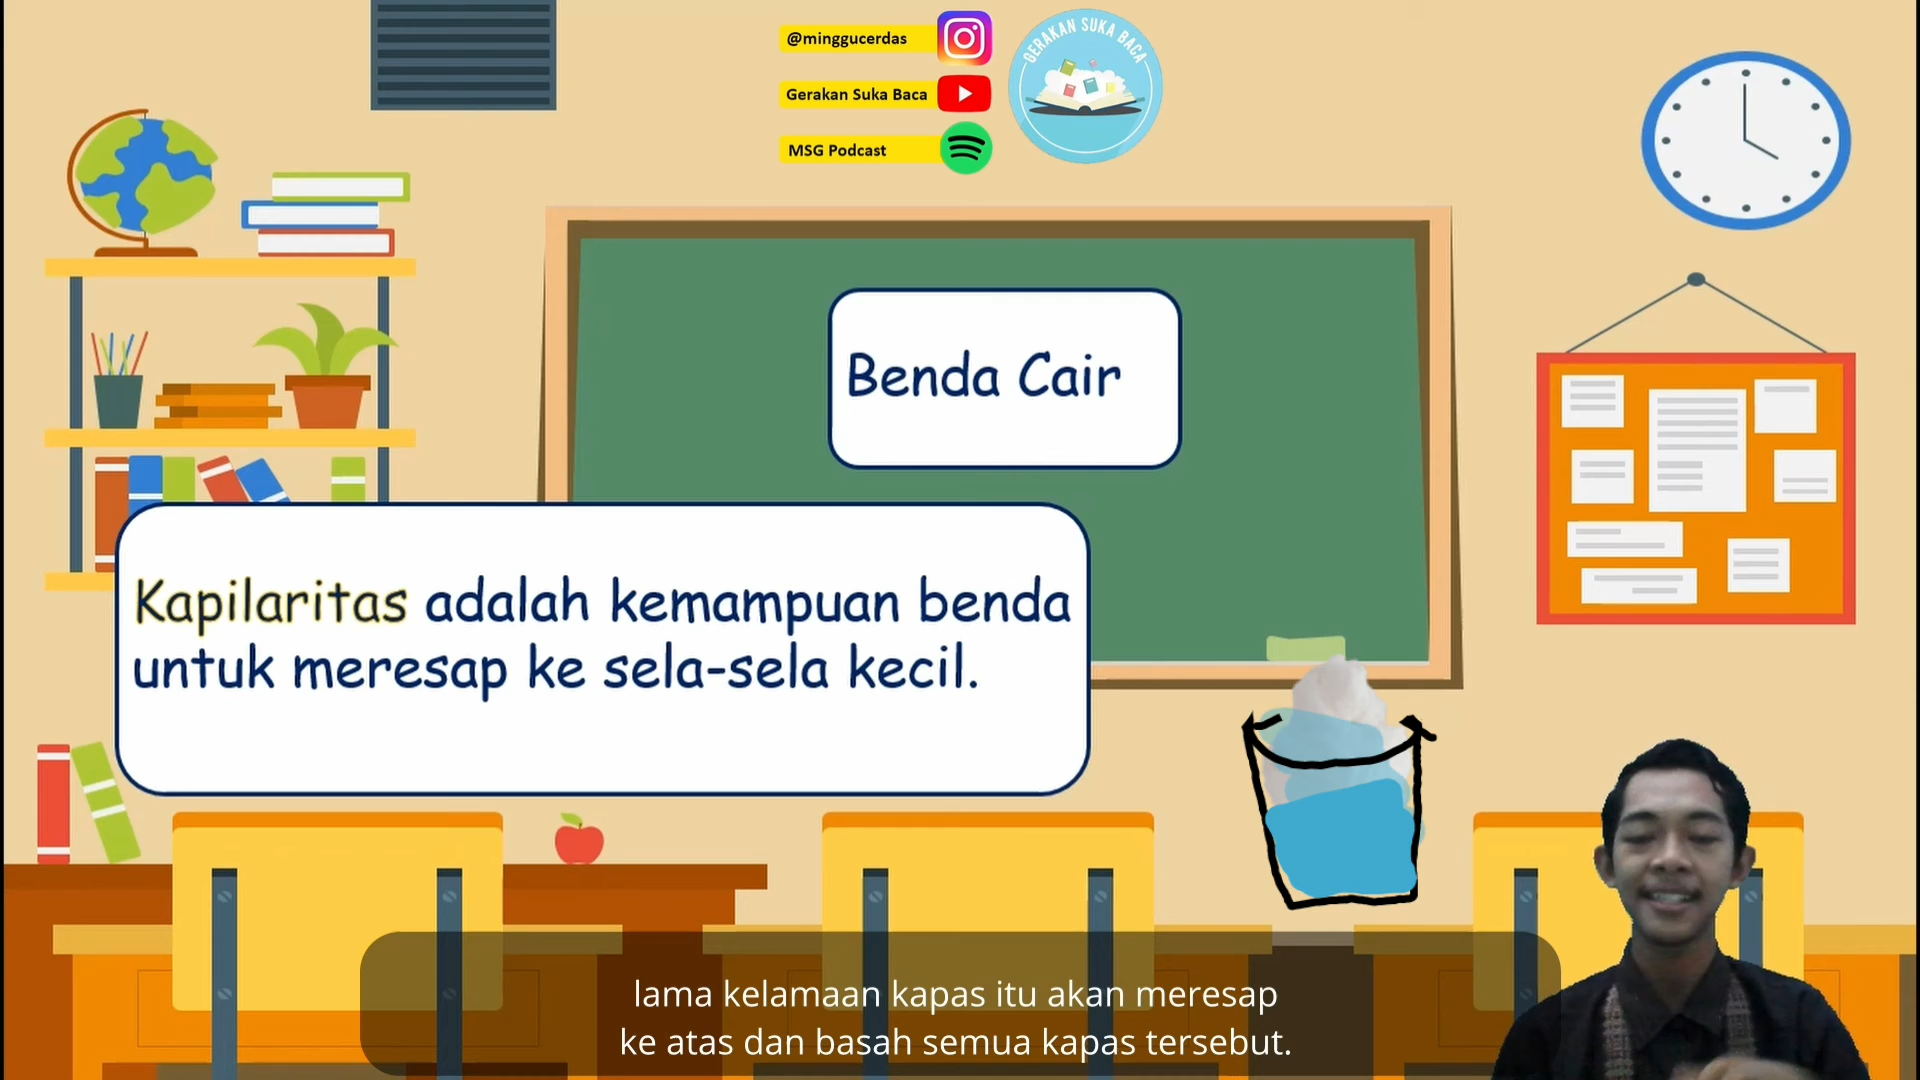 @minggucerdas
Gerakan Suka Baca
MSG Podcast
GERAKAN SUKA BACA
Benda Cair
Kapilaritas adalah kemampuan benda
untuk meresap ke sela-sela kecil.
lama kelamaan kapas itu akan meresap
ke atas dan basah semua kapas tersebut.